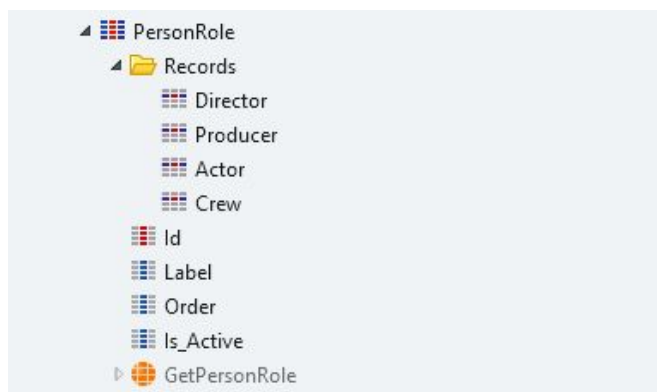 PersonRole
Records
Director
Producer
Actor
Crew
Id
Label
Order
Is_Active
GetPersonRole